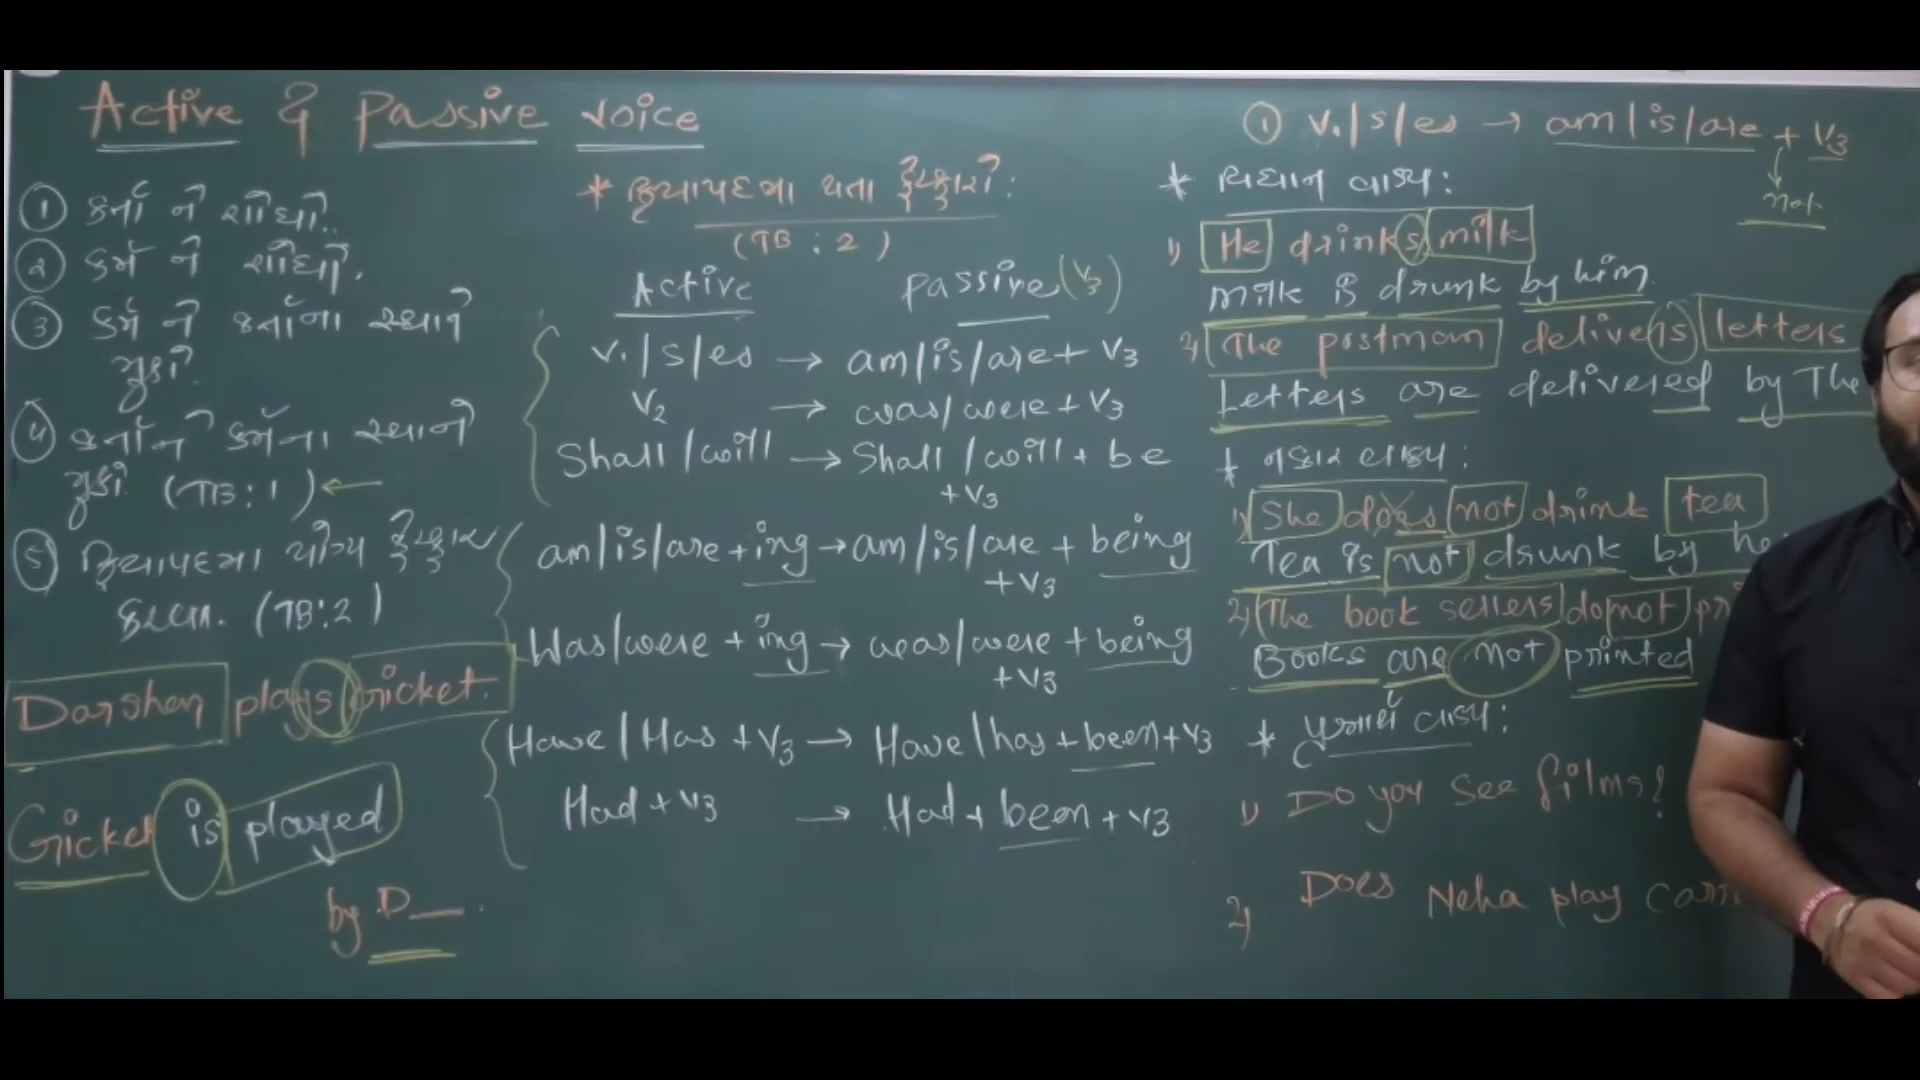 Active & Passive voice
① કર્તા ને શોધો.
② કર્મ ને શોધો.
③ કર્મ ને કર્તાના સ્થાને
મૂકો.
④ કર્તાને કર્મના સ્થાને
મૂકો (TB:1) ←
⑤ ક્રિયાપદમા યોગ્ય ફેરફાર
કરવા. (TB:2)
Darshan plays cricket.
Cricket is played
by D__.
* ક્રિયાપદમા થતા ફેરફારો:
(TB:2)
Active Passive (V3)
V1/s/es → am/is/are + V3
V2 → was/were + V3
Shall/will → Shall/will + be
+V3
am/is/are + ing → am/is/are + being
+V3
Was/were + ing → was/were + being
+V3
Have/Has + V3 → Have/has + been + V3
Had + V3 → Had + been + V3
① V1/s/es → am/is/are + V3
not
* હકાર વાક્ય:
1) He drinks milk
Milk is drunk by him.
2) The postman delivers letters
Letters are delivered by The
* નકાર વાક્ય:
1) She does not drink tea
Tea is not drunk by he
2) The book sellers do not pri
Books are not printed
* પ્રશ્નાર્થ વાક્ય:
1) Do you see films?
2) Does Neha play